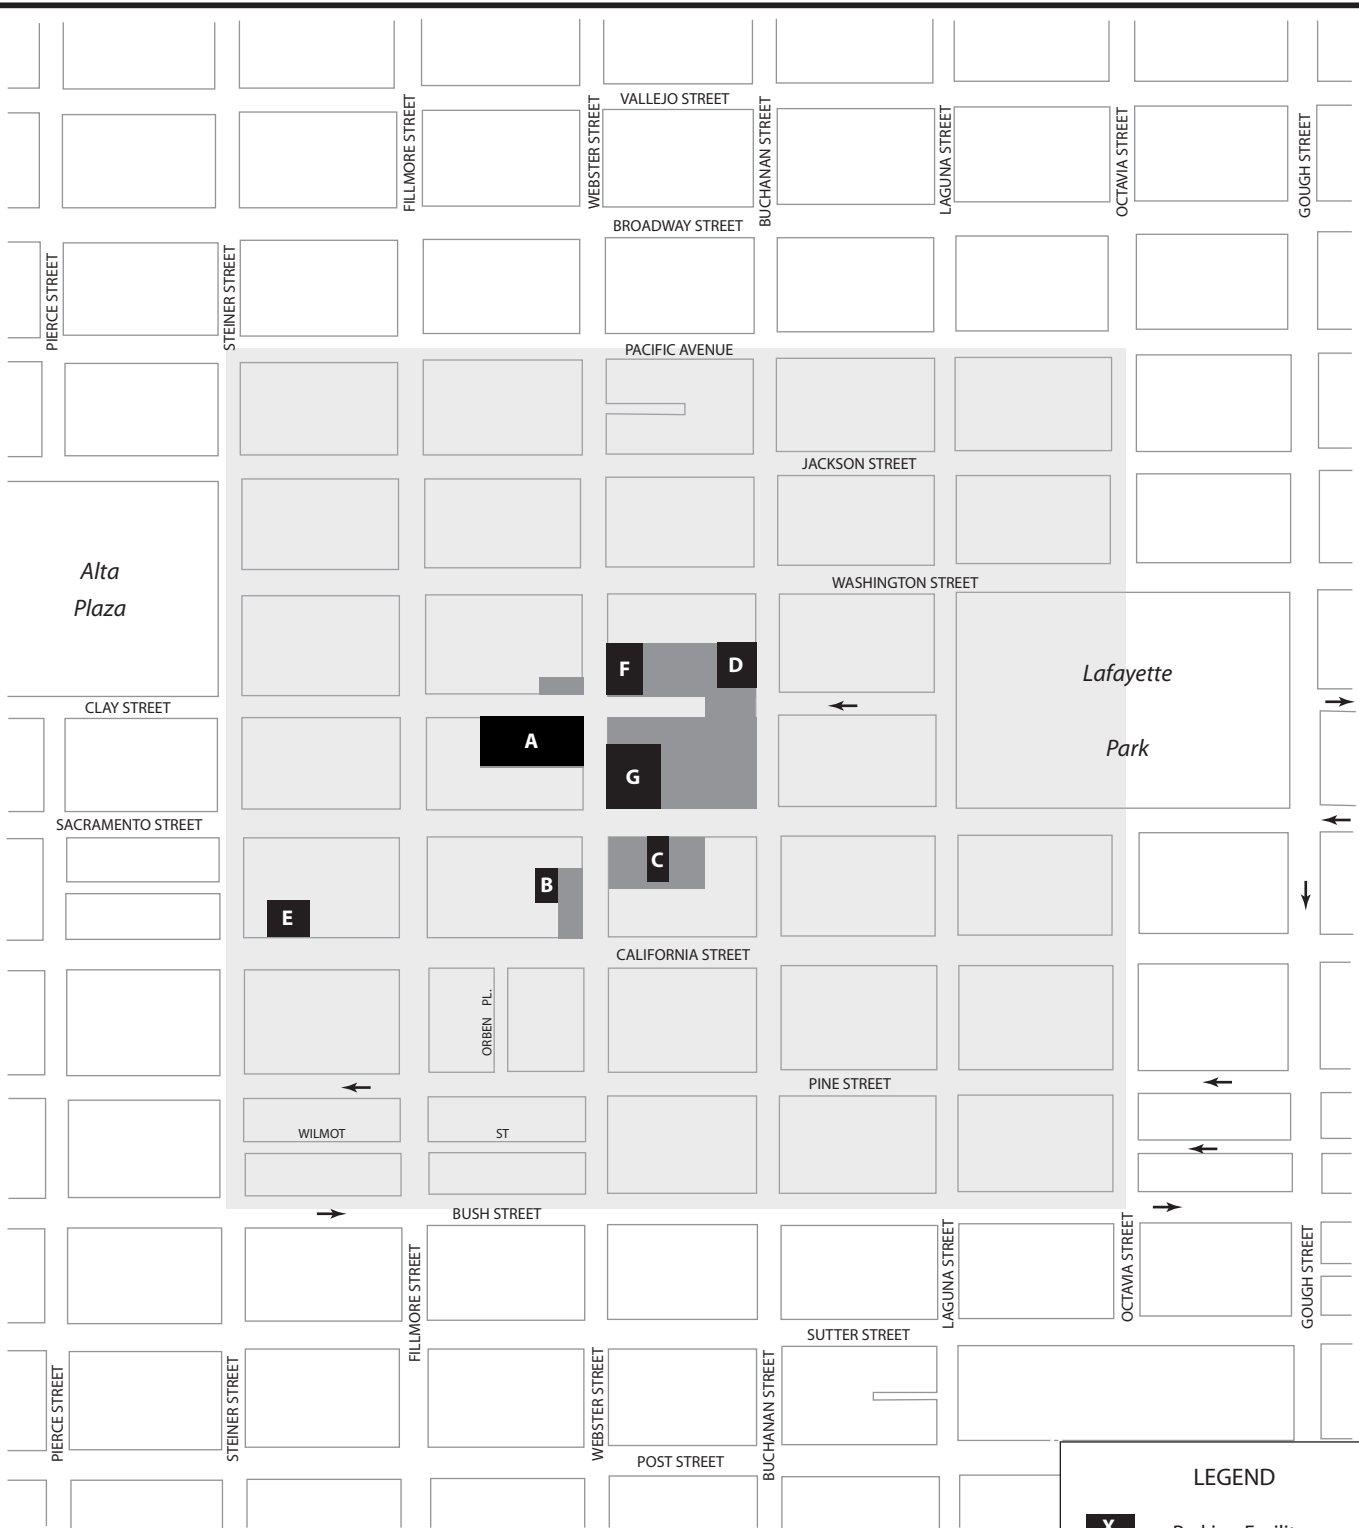 VALLEJO STREET
FILLMORE STREET
WEBSTER STREET
BUCHANAN STREET
LAGUNA STREET
OCTAVIA STREET
GOUGH STREET
BROADWAY STREET
PIERCE STREET
STEINER STREET
PACIFIC AVENUE
JACKSON STREET
Alta
Plaza
WASHINGTON STREET
F
D
Lafayette
Park
CLAY STREET
A
G
SACRAMENTO STREET
C
B
E
CALIFORNIA STREET
ORBEN PL.
PINE STREET
WILMOT ST
BUSH STREET
FILLMORE STREET
LAGUNA STREET
OCTAVIA STREET
GOUGH STREET
SUTTER STREET
PIERCE STREET
STEINER STREET
WEBSTER STREET
BUCHANAN STREET
POST STREET
LEGEND
X
Parking Facility